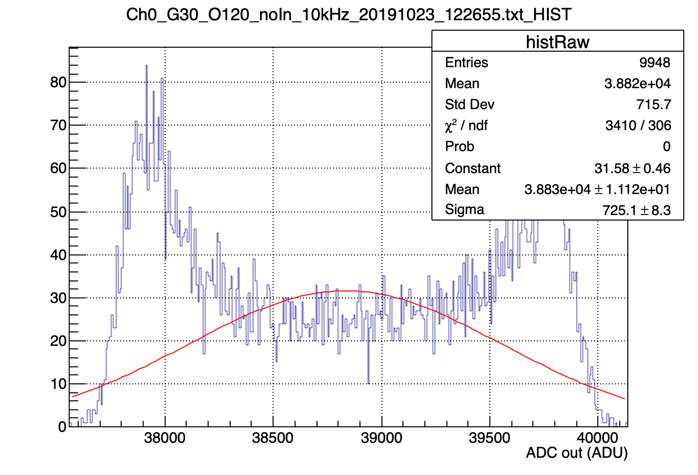 Ch0_G30_O120_noIn_10kHz_20191023_122655.txt_HIST
histRaw
Entries 9948
Mean 3.882e+04
Std Dev 715.7
χ² / ndf 3410 / 306
Prob 0
Constant 31.58 ± 0.46
Mean 3.883e+04 ± 1.112e+01
Sigma 725.1 ± 8.3
80
70
60
50
40
30
20
10
0
38000 38500 39000 39500 40000
ADC out (ADU)